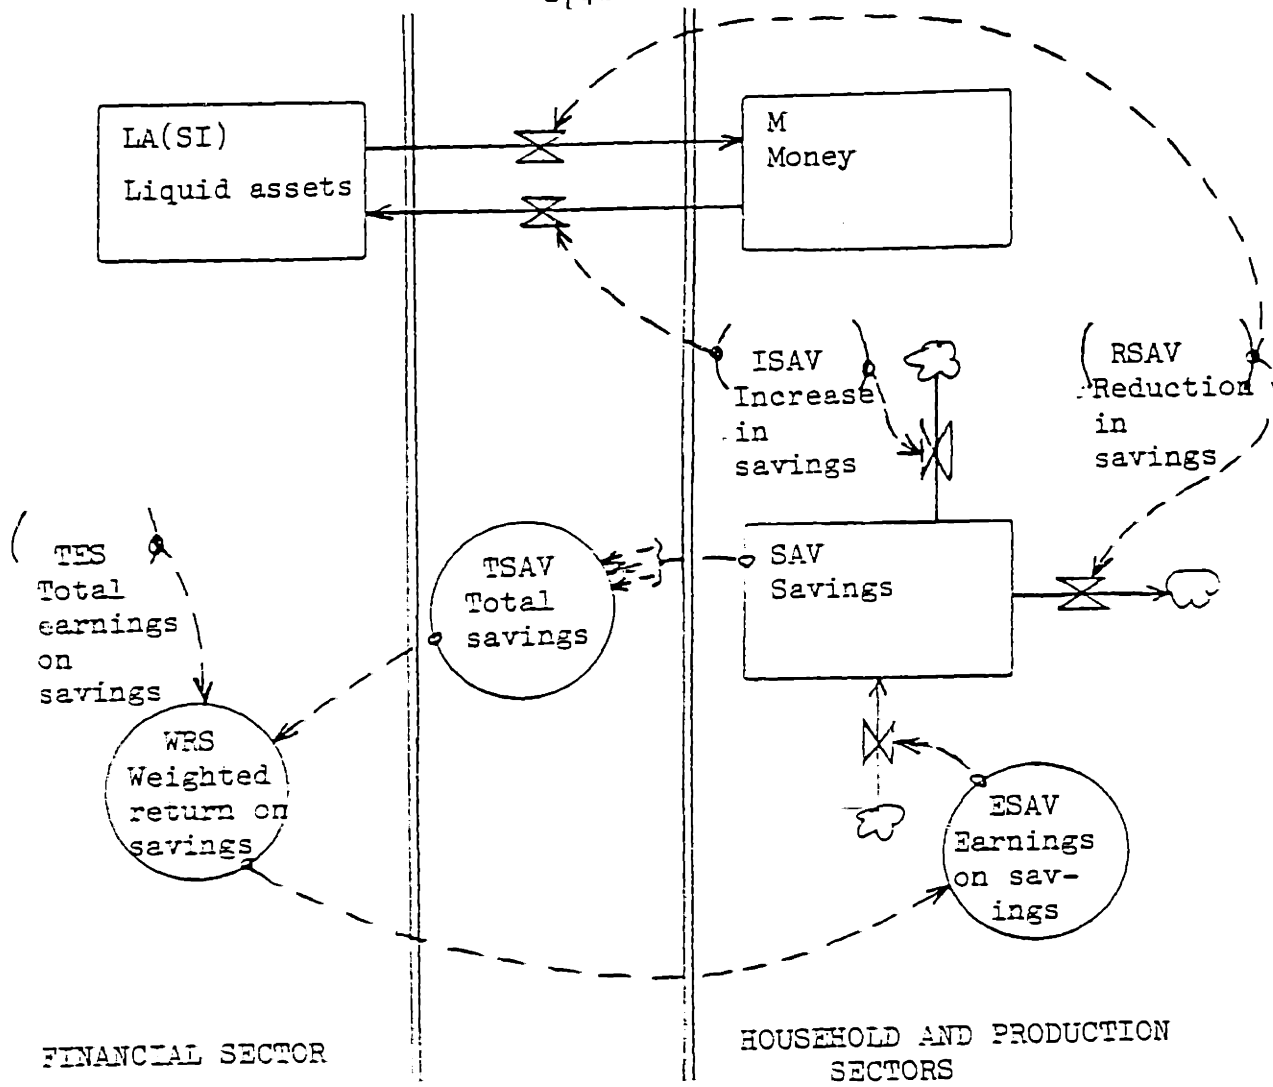 LA(SI)
Liquid assets
M
Money
ISAV
Increase
in
savings
RSAV
Reduction
in
savings
TES
Total
earnings
on
savings
TSAV
Total
savings
SAV
Savings
WRS
Weighted
return on
savings
ESAV
Earnings
on sav-
ings
FINANCIAL SECTOR
HOUSEHOLD AND PRODUCTION
SECTORS